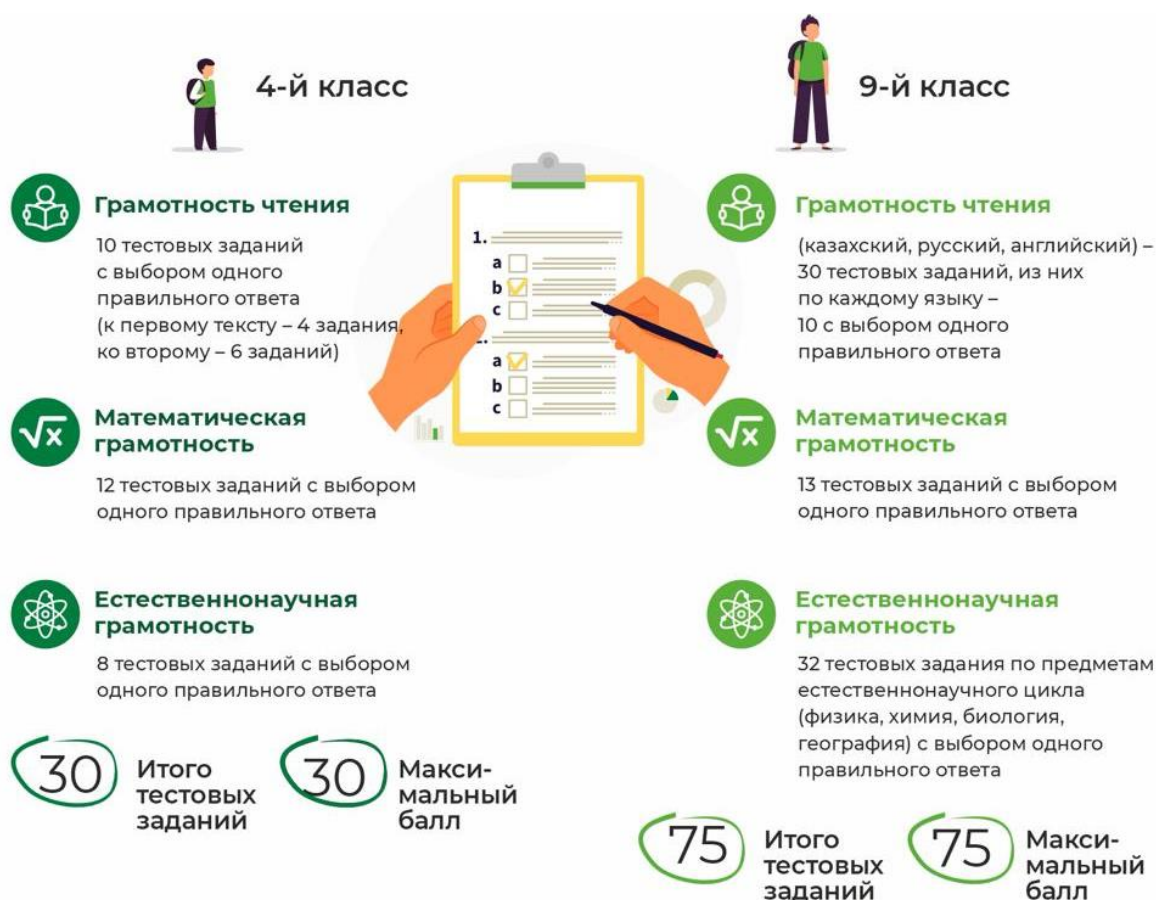 4-й класс
Грамотность чтения
10 тестовых заданий
с выбором одного
правильного ответа
(к первому тексту – 4 задания,
ко второму – 6 заданий)
Математическая
грамотность
12 тестовых заданий с выбором
одного правильного ответа
Естественнонаучная
грамотность
8 тестовых заданий с выбором
одного правильного ответа
30
Итого
тестовых
заданий
30
Макси-
мальный
балл
1.
a
b
c
a
b
c
9-й класс
Грамотность чтения
(казахский, русский, английский) –
30 тестовых заданий, из них
по каждому языку –
10 с выбором одного
правильного ответа
Математическая
грамотность
√x
√x
13 тестовых заданий с выбором
одного правильного ответа
Естественнонаучная
грамотность
32 тестовых задания по предметам
естественнонаучного цикла
(физика, химия, биология,
география) с выбором одного
правильного ответа
75
Итого
тестовых
заданий
75
Макси-
мальный
балл